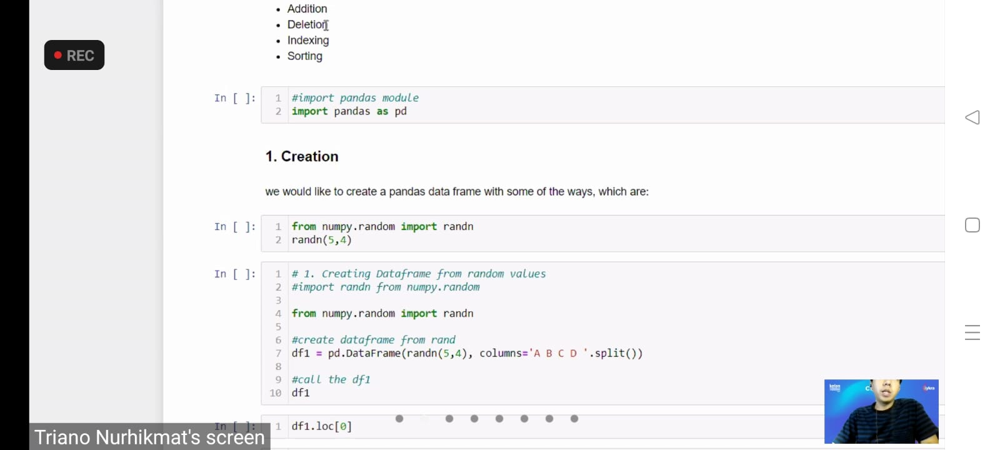 Addition
Deletion
Indexing
Sorting
REC
In [ ]:
1 #import pandas module
2 import pandas as pd
1. Creation
we would like to create a pandas data frame with some of the ways, which are:
In [ ]:
1 from numpy.random import randn
2 randn(5,4)
In [ ]:
1 # 1. Creating Dataframe from random values
2 #import randn from numpy.random
3
4 from numpy.random import randn
5
6 #create dataframe from rand
7 df1 = pd.DataFrame(randn(5,4), columns='A B C D '.split())
8
9 #call the df1
10 df1
In [ ]:
1 df1.loc[0]
Triano Nurhikmat's screen